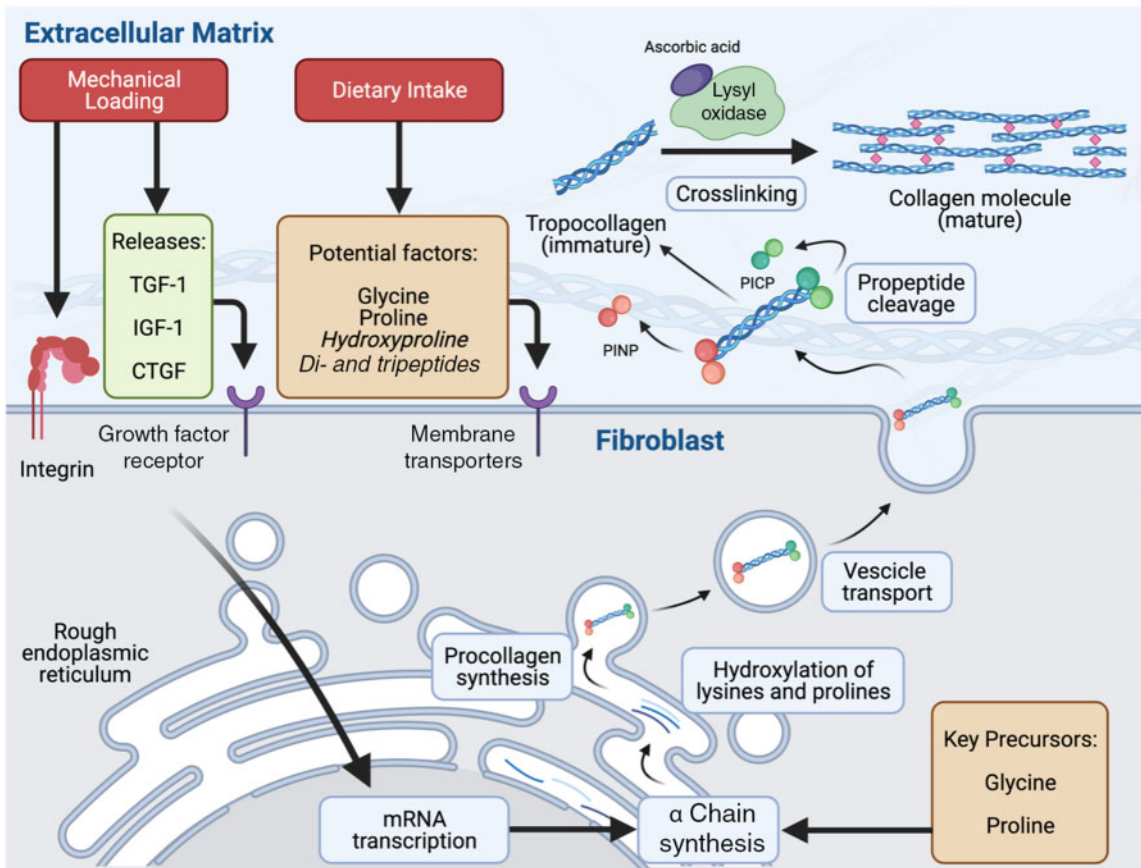 Extracellular Matrix
Mechanical
Loading
Dietary Intake
Ascorbic acid
Lysyl
oxidase
Crosslinking
Tropocollagen
(immature)
Collagen molecule
(mature)
Releases:
TGF-1
IGF-1
CTGF
Potential factors:
Glycine
Proline
Hydroxyproline
Di- and tripeptides
PICP
PINP
Propeptide
cleavage
Integrin
Growth factor
receptor
Membrane
transporters
Fibroblast
Vescicle
transport
Rough
endoplasmic
reticulum
Procollagen
synthesis
Hydroxylation of
lysines and prolines
Key Precursors:
Glycine
Proline
mRNA
transcription
α Chain
synthesis